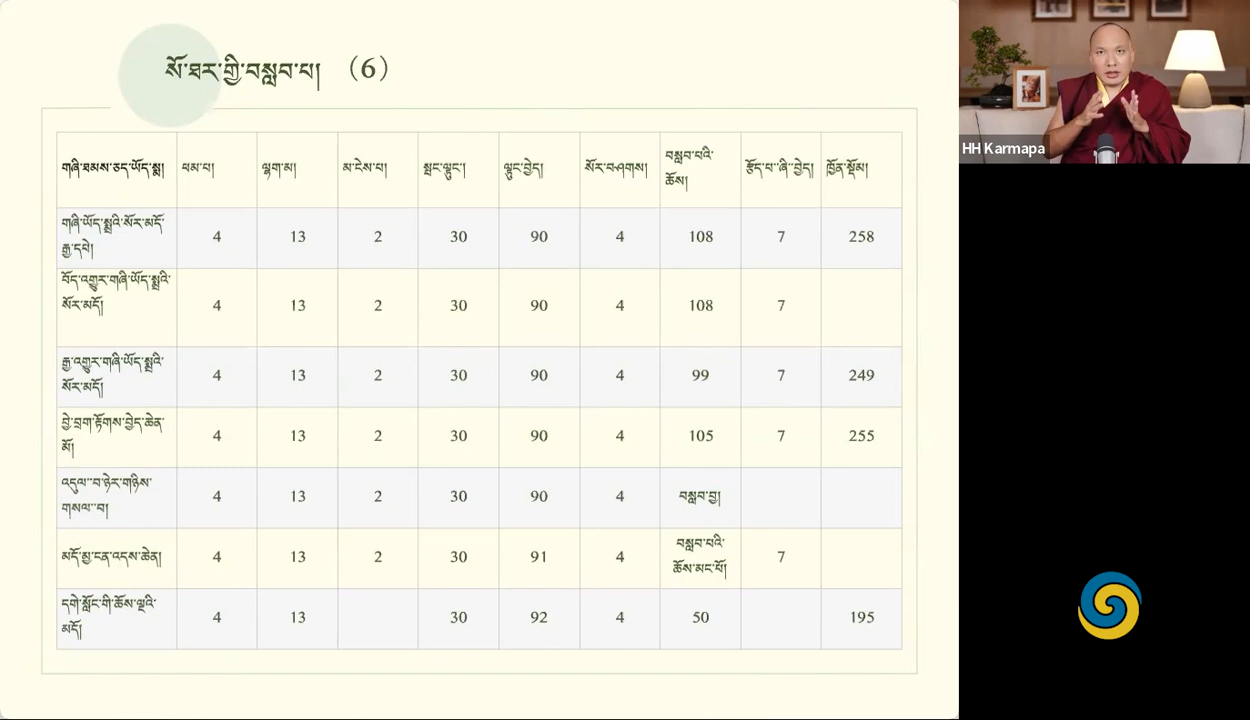 སོ་ཐར་གྱི་བསླབ་པ། (6)
HH Karmapa
གཞི་ཐམས་ཅད་ཡོད་སྨྲ། ཕམ་པ། ལྷག་མ། མ་ངེས་པ། སྤང་ལྟུང་། ལྟུང་བྱེད། སོར་བཤགས། བསླབ་པའི་ཆོས། རྩོད་པ་ཞི་བྱེད། ཁྱོན་སྡོམ།
གཞི་ཡོད་སྨྲའི་སོར་མདོ་
རྒྱ་དཔེ། 4 13 2 30 90 4 108 7 258
བོད་འགྱུར་གཞི་ཡོད་སྨྲའི་
སོར་མདོ། 4 13 2 30 90 4 108 7
རྒྱ་འགྱུར་གཞི་ཡོད་སྨྲའི་
སོར་མདོ། 4 13 2 30 90 4 99 7 249
བྱེ་བྲག་རྟོགས་བྱེད་ཆེན་
མོ། 4 13 2 30 90 4 105 7 255
འདུལ་བ་ཉེར་གཉིས་
གསལ་བ། 4 13 2 30 90 4 བསླབ་བྱ།
མདོ་མྱ་ངན་འདས་ཆེན། 4 13 2 30 91 4 བསླབ་པའི་ཆོས་མང་པོ། 7
དགེ་སློང་གི་ཆོས་ལྔའི་
མདོ། 4 13 30 92 4 50 195